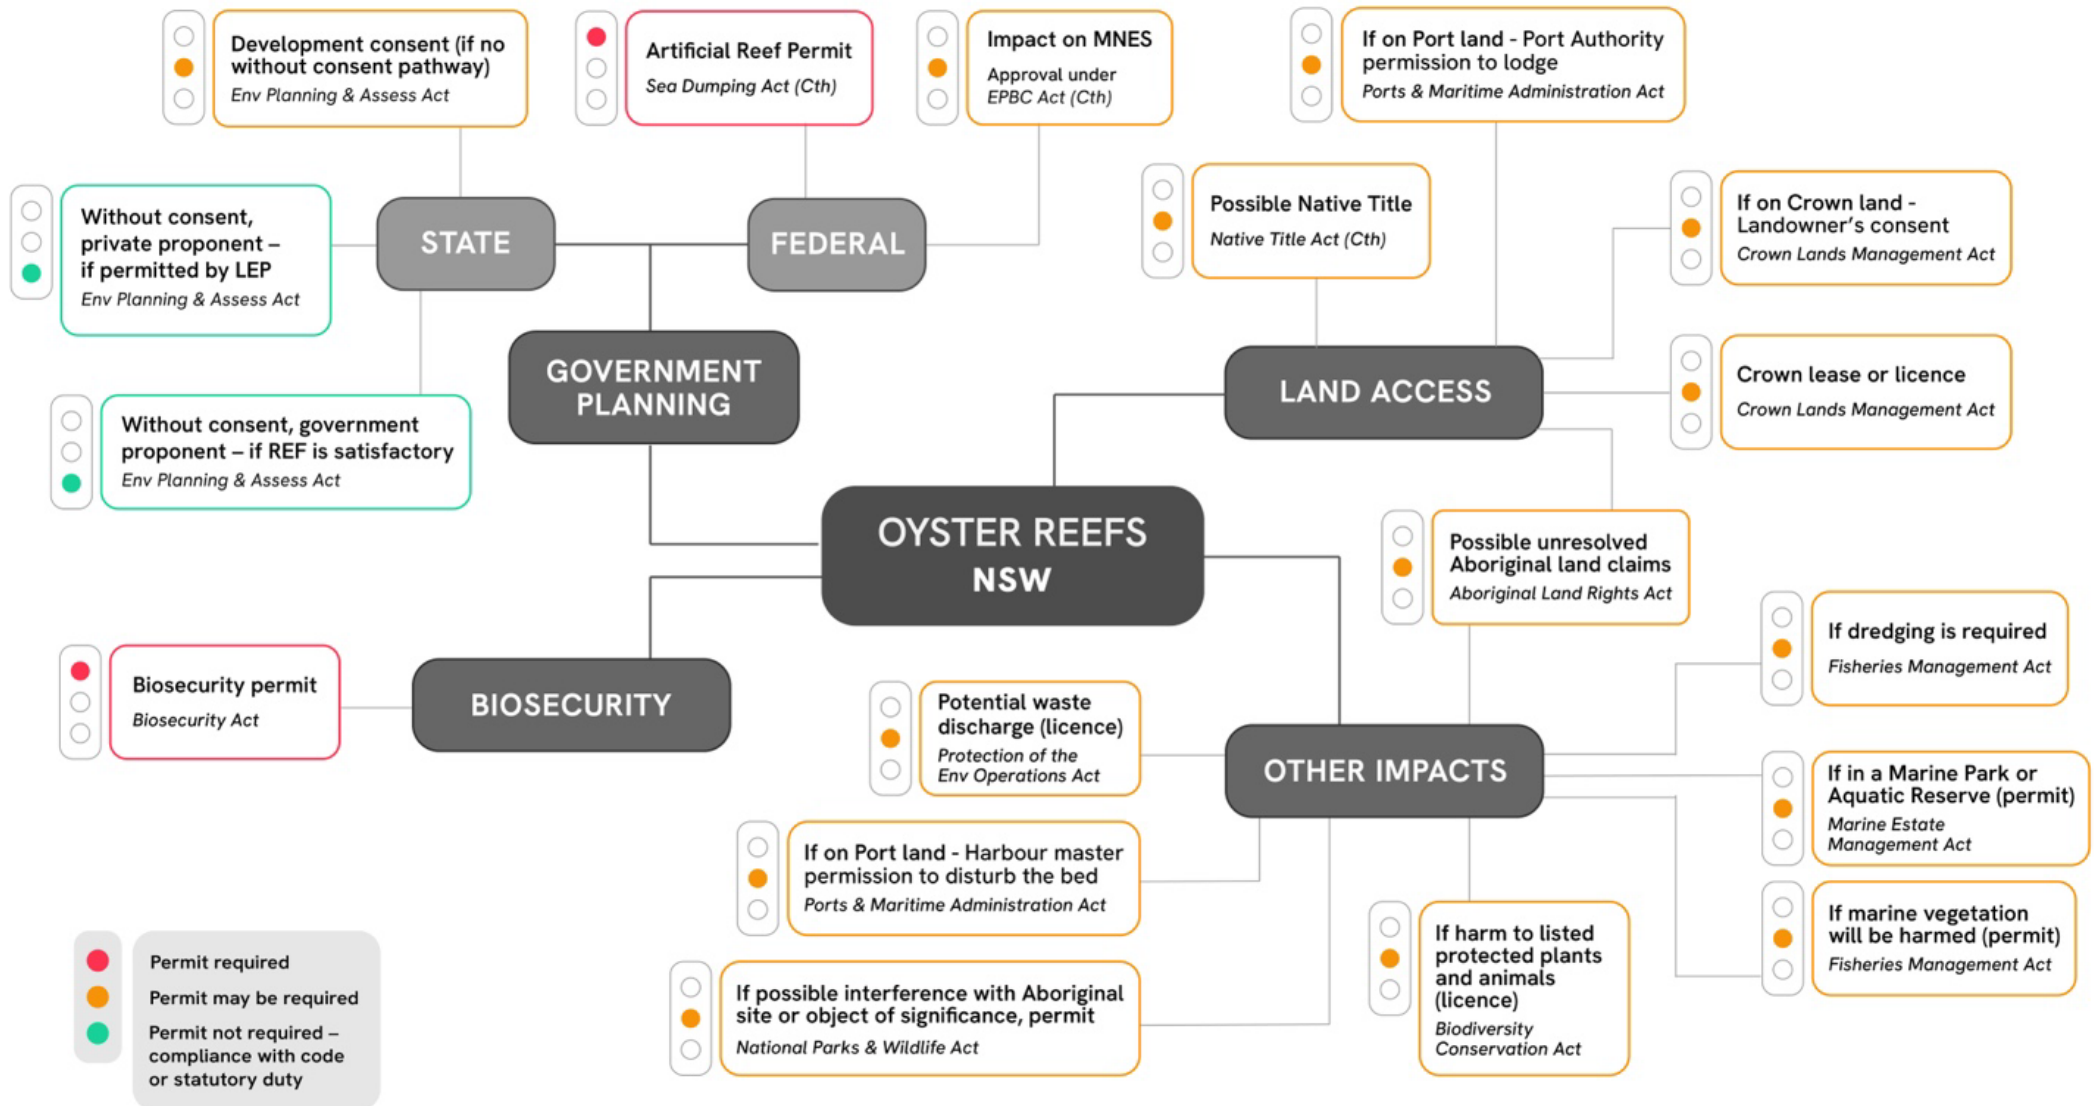 Development consent (if no
without consent pathway)
Env Planning & Assess Act
Artificial Reef Permit
Sea Dumping Act (Cth)
Impact on MNES
Approval under
EPBC Act (Cth)
If on Port land - Port Authority
permission to lodge
Ports & Maritime Administration Act
Without consent,
private proponent –
if permitted by LEP
Env Planning & Assess Act
STATE
FEDERAL
Possible Native Title
Native Title Act (Cth)
If on Crown land -
Landowner's consent
Crown Lands Management Act
GOVERNMENT
PLANNING
LAND ACCESS
Crown lease or licence
Crown Lands Management Act
Without consent, government
proponent – if REF is satisfactory
Env Planning & Assess Act
OYSTER REEFS
NSW
Possible unresolved
Aboriginal land claims
Aboriginal Land Rights Act
If dredging is required
Fisheries Management Act
Biosecurity permit
Biosecurity Act
BIOSECURITY
Potential waste
discharge (licence)
Protection of the
Env Operations Act
OTHER IMPACTS
If in a Marine Park or
Aquatic Reserve (permit)
Marine Estate
Management Act
If on Port land - Harbour master
permission to disturb the bed
Ports & Maritime Administration Act
If harm to listed
protected plants
and animals
(licence)
Biodiversity
Conservation Act
If marine vegetation
will be harmed (permit)
Fisheries Management Act
If possible interference with Aboriginal
site or object of significance, permit
National Parks & Wildlife Act
Permit required
Permit may be required
Permit not required –
compliance with code
or statutory duty